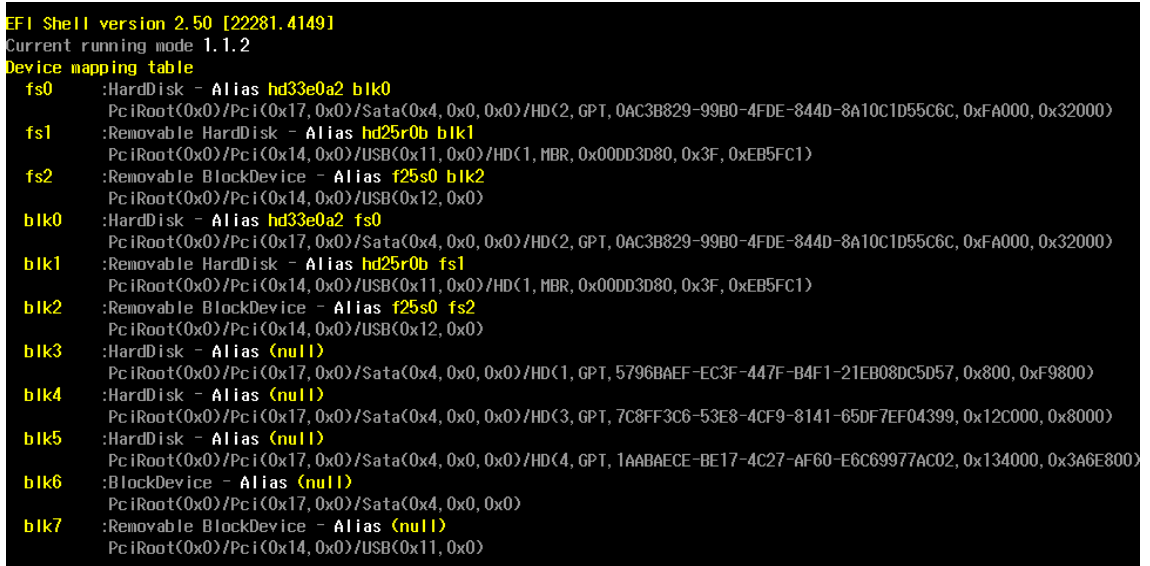 EFI Shell version 2.50 [22281.4149]
Current running mode 1.1.2
Device mapping table
fs0 :HardDisk - Alias hd33e0a2 blk0
PciRoot(0x0)/Pci(0x17,0x0)/Sata(0x4,0x0,0x0)/HD(2,GPT,0AC3B829-99B0-4FDE-844D-8A10C1D55C6C,0xFA000,0x32000)
fs1 :Removable HardDisk - Alias hd25r0b blk1
PciRoot(0x0)/Pci(0x14,0x0)/USB(0x11,0x0)/HD(1,MBR,0x00DD3D80,0x3F,0xEB5FC1)
fs2 :Removable BlockDevice - Alias f25s0 blk2
PciRoot(0x0)/Pci(0x14,0x0)/USB(0x12,0x0)
blk0 :HardDisk - Alias hd33e0a2 fs0
PciRoot(0x0)/Pci(0x17,0x0)/Sata(0x4,0x0,0x0)/HD(2,GPT,0AC3B829-99B0-4FDE-844D-8A10C1D55C6C,0xFA000,0x32000)
blk1 :Removable HardDisk - Alias hd25r0b fs1
PciRoot(0x0)/Pci(0x14,0x0)/USB(0x11,0x0)/HD(1,MBR,0x00DD3D80,0x3F,0xEB5FC1)
blk2 :Removable BlockDevice - Alias f25s0 fs2
PciRoot(0x0)/Pci(0x14,0x0)/USB(0x12,0x0)
blk3 :HardDisk - Alias (null)
PciRoot(0x0)/Pci(0x17,0x0)/Sata(0x4,0x0,0x0)/HD(1,GPT,5796BAEF-EC3F-447F-B4F1-21EB08DC5D57,0x800,0xF9800)
blk4 :HardDisk - Alias (null)
PciRoot(0x0)/Pci(0x17,0x0)/Sata(0x4,0x0,0x0)/HD(3,GPT,7C8FF3C6-53E8-4CF9-8141-65DF7EF04399,0x12C000,0x8000)
blk5 :HardDisk - Alias (null)
PciRoot(0x0)/Pci(0x17,0x0)/Sata(0x4,0x0,0x0)/HD(4,GPT,1AABAECE-BE17-4C27-AF60-E6C69977AC02,0x134000,0x3A6E800)
blk6 :BlockDevice - Alias (null)
PciRoot(0x0)/Pci(0x17,0x0)/Sata(0x4,0x0,0x0)
blk7 :Removable BlockDevice - Alias (null)
PciRoot(0x0)/Pci(0x14,0x0)/USB(0x11,0x0)